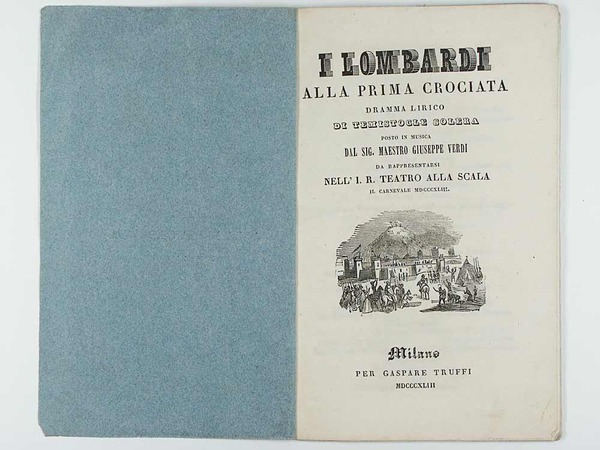 I LOMBARDI
ALLA PRIMA CROCIATA
DRAMMA LIRICO
DI TEMISTOCLE SOLERA
POSTO IN MUSICA
DAL SIG. MAESTRO GIUSEPPE VERDI
DA RAPPRESENTARSI
NELL' I. R. TEATRO ALLA SCALA
IL CARNEVALE MDCCCXLIII.
Milano
PER GASPARE TRUFFI
MDCCCXLIII